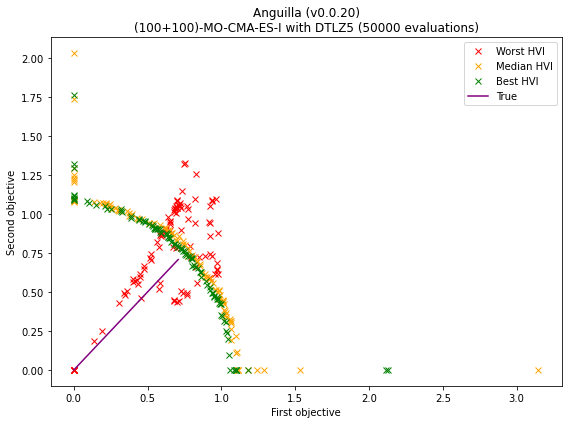 Anguilla (v0.0.20)
(100+100)-MO-CMA-ES-I with DTLZ5 (50000 evaluations)
Worst HVI
Median HVI
Best HVI
True
Second objective
2.00
1.75
1.50
1.25
1.00
0.75
0.50
0.25
0.00
0.0 0.5 1.0 1.5 2.0 2.5 3.0
First objective